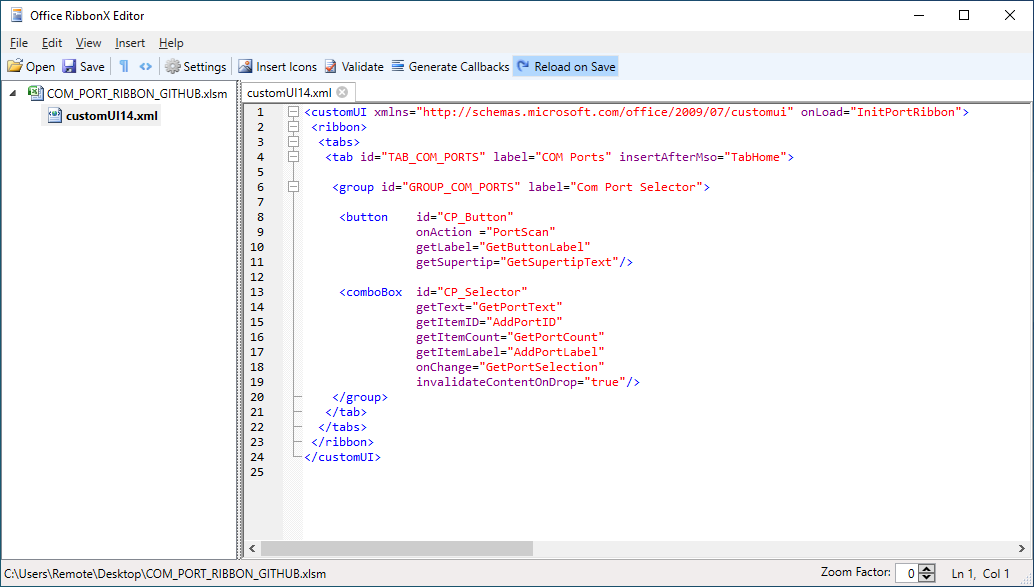 Office RibbonX Editor
File Edit View Insert Help
Open Save Settings Insert Icons Validate Generate Callbacks Reload on Save
COM_PORT_RIBBON_GITHUB.xlsm
customUI14.xml
customUI14.xml
1 <customUI xmlns="http://schemas.microsoft.com/office/2009/07/customui" onLoad="InitPortRibbon">
2 <ribbon>
3 <tabs>
4 <tab id="TAB_COM_PORTS" label="COM Ports" insertAfterMso="TabHome">
5
6 <group id="GROUP_COM_PORTS" label="Com Port Selector">
7
8 <button id="CP_Button"
9 onAction ="PortScan"
10 getLabel="GetButtonLabel"
11 getSupertip="GetSupertipText"/>
12
13 <comboBox id="CP_Selector"
14 getText="GetPortText"
15 getItemID="AddPortID"
16 getItemCount="GetPortCount"
17 getItemLabel="AddPortLabel"
18 onChange="GetPortSelection"
19 invalidateContentOnDrop="true"/>
20 </group>
21 </tab>
22 </tabs>
23 </ribbon>
24 </customUI>
25
C:\Users\Remote\Desktop\COM_PORT_RIBBON_GITHUB.xlsm Zoom Factor: 0 Ln 1, Col 1